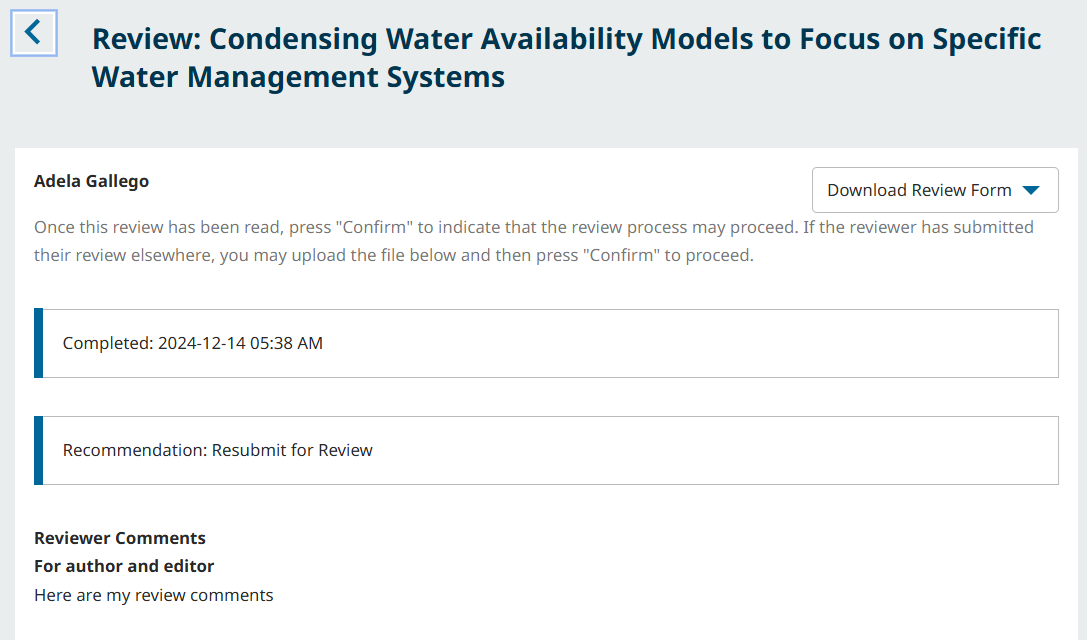 Review: Condensing Water Availability Models to Focus on Specific
Water Management Systems
Adela Gallego
Download Review Form
Once this review has been read, press "Confirm" to indicate that the review process may proceed. If the reviewer has submitted
their review elsewhere, you may upload the file below and then press "Confirm" to proceed.
Completed: 2024-12-14 05:38 AM
Recommendation: Resubmit for Review
Reviewer Comments
For author and editor
Here are my review comments